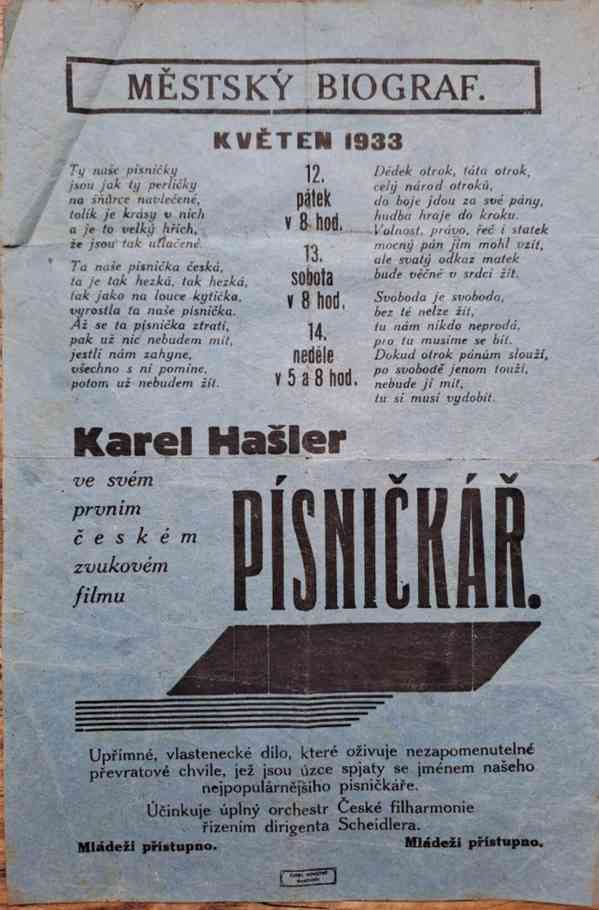 MĚSTSKÝ BIOGRAF.
KVĚTEN 1933
Ty naše písničky
jsou jak ty perličky
na šňůrce navlečené,
tolik je krásy v nich
a je to velký hřích,
že jsou tak utlačené.
Ta naše písnička česká,
ta je tak hezká, tak hezká,
tak jako na louce kytička,
vyrostla ta naše písnička.
Až se ta písnička ztratí,
pak už nic nebudem mít,
jestli nám zahyne,
všechno s ní pomine,
potom už nebudem žít.
12.
pátek
v 8 hod.
13.
sobota
v 8 hod.
14.
neděle
v 5 a 8 hod.
Dědek otrok, táta otrok,
celý národ otroků,
do boje jdou za své pány,
hudba hraje do kroku.
Volnost, právo, řeč i statek
mocný pán jim mohl vzít,
ale svatý odkaz matek
bude věčně v srdci žít.
Svoboda je svoboda,
bez té nelze žít,
tu nám nikdo neprodá,
pro tu musíme se bít.
Dokud otrok pánům slouží,
po svobodě jenom touží,
nebude jí mít,
tu si musí vydobít.
Karel Hašler
ve svém
prvním
českém
zvukovém
filmu
PÍSNIČKÁŘ.
Upřímné, vlastenecké dílo, které oživuje nezapomenutelné
převratové chvíle, jež jsou úzce spjaty se jménem našeho
nejpopulárnějšího písničkáře.
Účinkuje úplný orchestr České filharmonie
řízením dirigenta Scheidlera.
Mládeži přístupno.
Mládeži přístupno.